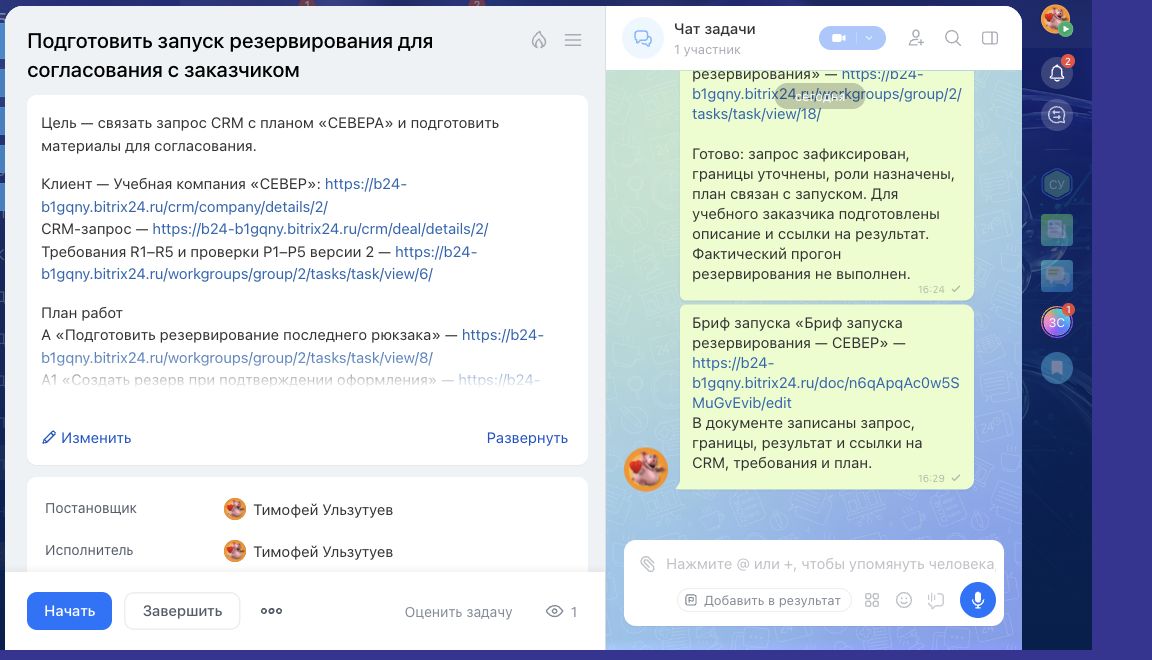 Подготовить запуск резервирования для
согласования с заказчиком
Цель — связать запрос CRM с планом «СЕВЕРА» и подготовить
материалы для согласования.
Клиент — Учебная компания «СЕВЕР»: https://b24-
b1gqny.bitrix24.ru/crm/company/details/2/
CRM-запрос — https://b24-b1gqny.bitrix24.ru/crm/deal/details/2/
Требования R1–R5 и проверки P1–P5 версии 2 — https://b24-
b1gqny.bitrix24.ru/workgroups/group/2/tasks/task/view/6/
План работ
А «Подготовить резервирование последнего рюкзака» — https://b24-
b1gqny.bitrix24.ru/workgroups/group/2/tasks/task/view/8/
А1 «Создать резерв при подтверждении оформления» — https://b24-
Изменить
Развернуть
Постановщик
Тимофей Ульзутуев
Исполнитель
Тимофей Ульзутуев
Начать
Завершить
Оценить задачу
1
Чат задачи
1 участник
сегодня
резервирования» — https://b24-
b1gqny.bitrix24.ru/workgroups/group/2/
tasks/task/view/18/
Готово: запрос зафиксирован,
границы уточнены, роли назначены,
план связан с запуском. Для
учебного заказчика подготовлены
описание и ссылки на результат.
Фактический прогон
резервирования не выполнен.
16:24
Бриф запуска «Бриф запуска
резервирования — СЕВЕР» —
https://b24-
b1gqny.bitrix24.ru/doc/n6qApqAc0w5S
MuGvEvib/edit
В документе записаны запрос,
границы, результат и ссылки на
CRM, требования и план.
16:29
Нажмите @ или +, чтобы упомянуть человека,
Добавить в результат
2
СУ
1
ЗС